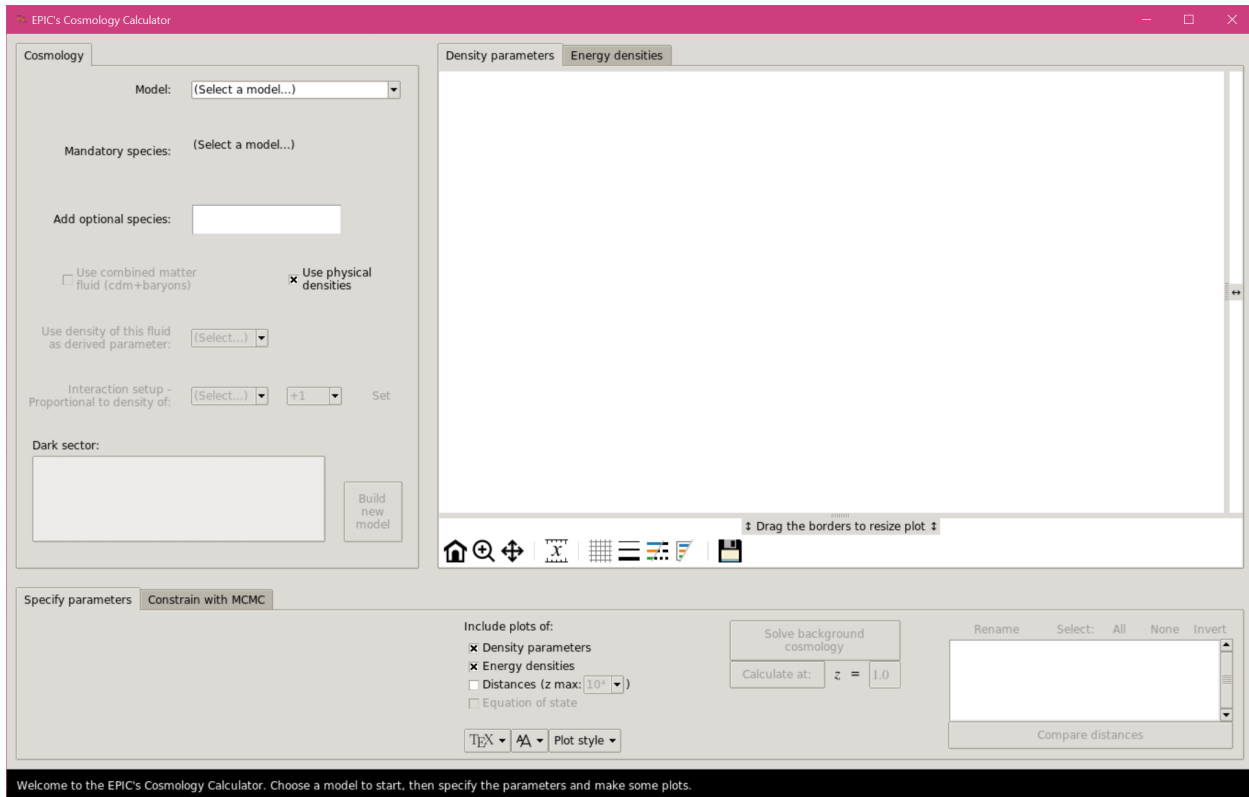 EPIC's Cosmology Calculator
Cosmology
Model: (Select a model...)
Mandatory species: (Select a model...)
Add optional species:
Use combined matter
fluid (cdm+baryons)
Use physical
densities
Use density of this fluid
as derived parameter:
(Select...)
Interaction setup -
Proportional to density of:
(Select...) +1 Set
Dark sector:
Build
new
model
Density parameters Energy densities
↔
↕ Drag the borders to resize plot ↕
x
Specify parameters Constrain with MCMC
Include plots of:
Density parameters
Energy densities
Distances (z max: 10⁴ )
Equation of state
TEX AA Plot style
Solve background
cosmology
Calculate at: z = 1.0
Rename Select: All None Invert
Compare distances
Welcome to the EPIC's Cosmology Calculator. Choose a model to start, then specify the parameters and make some plots.